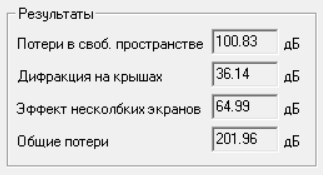 Результаты
Потери в своб. пространстве 100.83 дБ
Дифракция на крышах 36.14 дБ
Эффект несколбких экранов 64.99 дБ
Общие потери 201.96 дБ